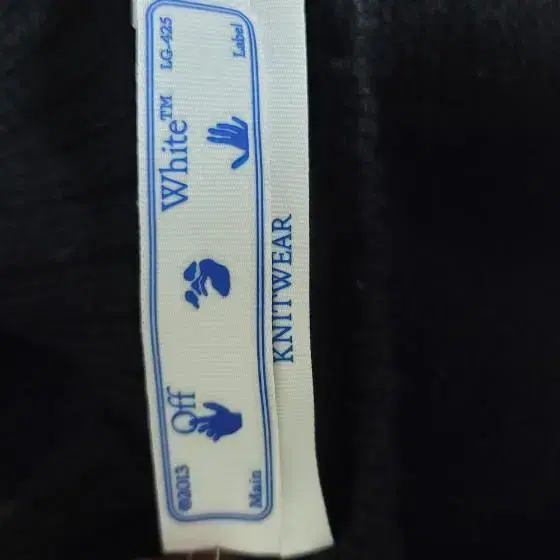 ©2013 LG-425
Off White™
Main Label
KNITWEAR